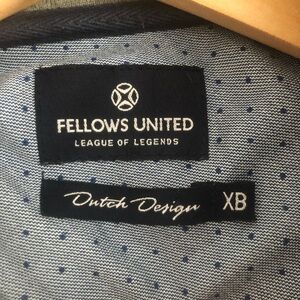 FELLOWS UNITED
LEAGUE OF LEGENDS
Dutch Design XB